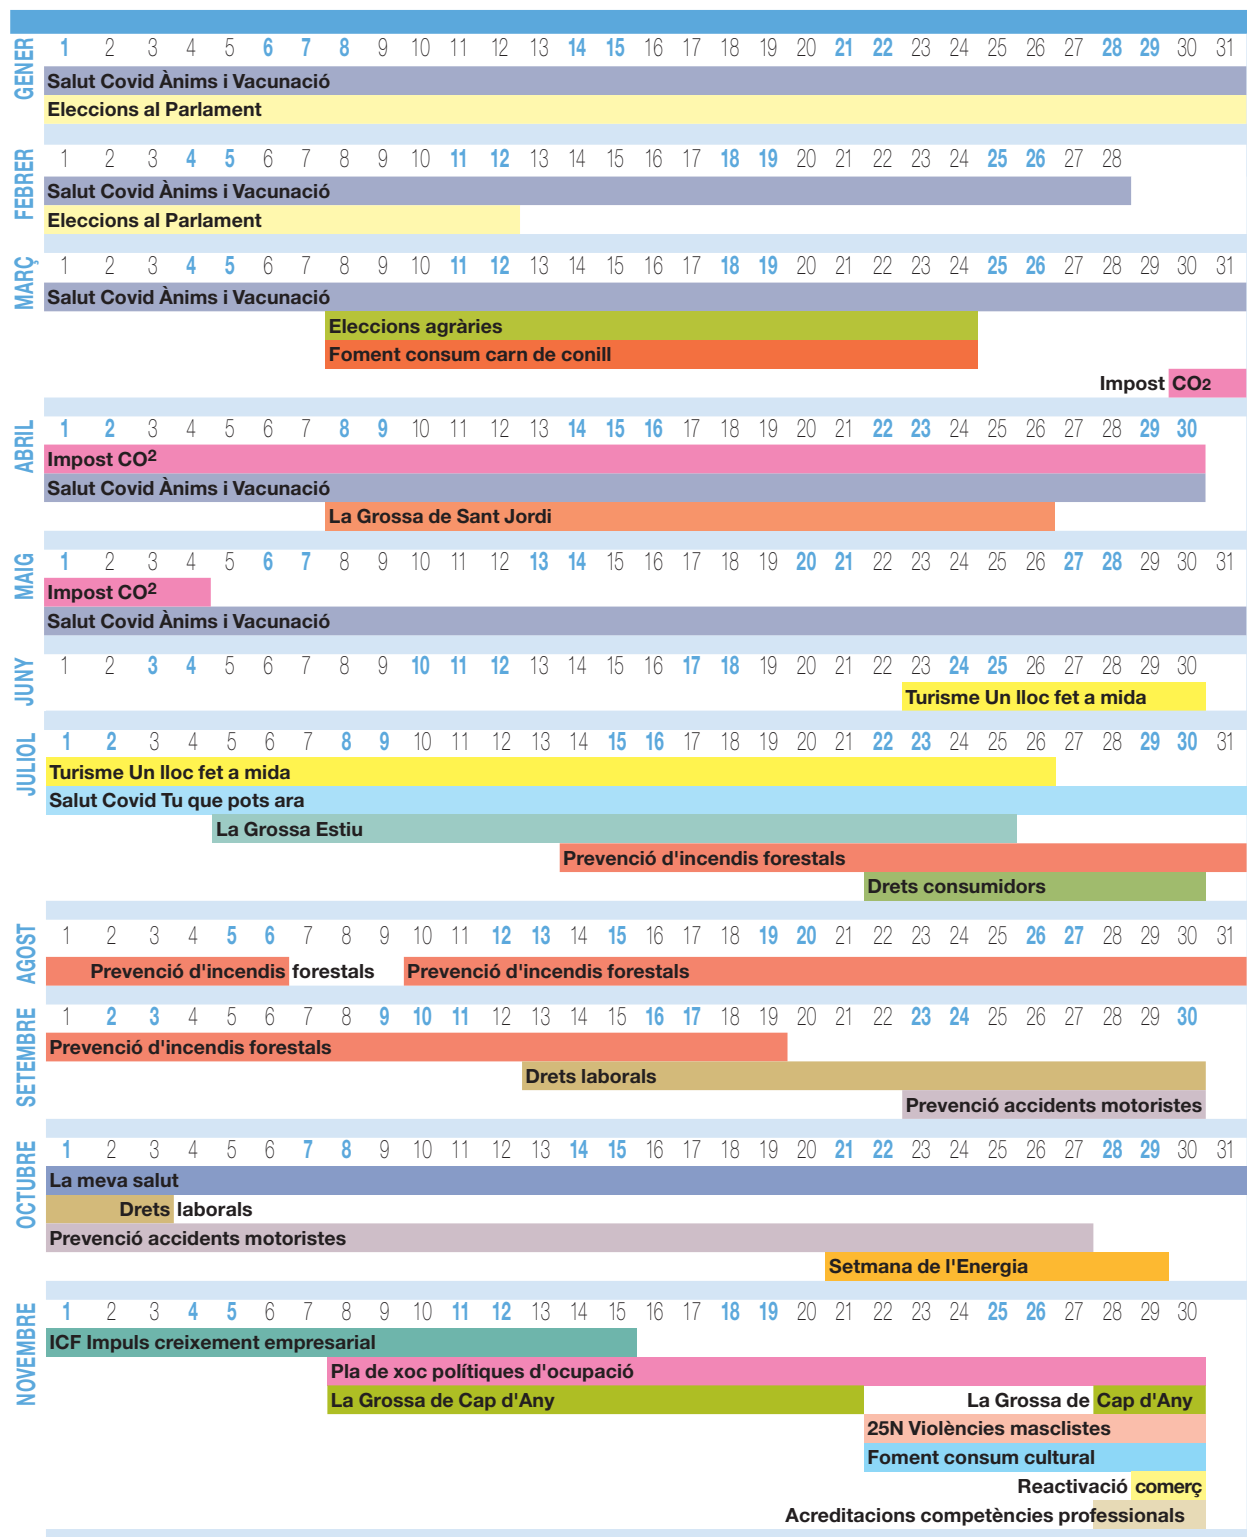 GENER
1 2 3 4 5 6 7 8 9 10 11 12 13 14 15 16 17 18 19 20 21 22 23 24 25 26 27 28 29 30 31
Salut Covid Ànims i Vacunació
Eleccions al Parlament
FEBRER
1 2 3 4 5 6 7 8 9 10 11 12 13 14 15 16 17 18 19 20 21 22 23 24 25 26 27 28
Salut Covid Ànims i Vacunació
Eleccions al Parlament
MARÇ
1 2 3 4 5 6 7 8 9 10 11 12 13 14 15 16 17 18 19 20 21 22 23 24 25 26 27 28 29 30 31
Salut Covid Ànims i Vacunació
Eleccions agràries
Foment consum carn de conill
Impost CO2
ABRIL
1 2 3 4 5 6 7 8 9 10 11 12 13 14 15 16 17 18 19 20 21 22 23 24 25 26 27 28 29 30
Impost CO²
Salut Covid Ànims i Vacunació
La Grossa de Sant Jordi
MAIG
1 2 3 4 5 6 7 8 9 10 11 12 13 14 15 16 17 18 19 20 21 22 23 24 25 26 27 28 29 30 31
Impost CO²
Salut Covid Ànims i Vacunació
JUNY
1 2 3 4 5 6 7 8 9 10 11 12 13 14 15 16 17 18 19 20 21 22 23 24 25 26 27 28 29 30
Turisme Un lloc fet a mida
JULIOL
1 2 3 4 5 6 7 8 9 10 11 12 13 14 15 16 17 18 19 20 21 22 23 24 25 26 27 28 29 30 31
Turisme Un lloc fet a mida
Salut Covid Tu que pots ara
La Grossa Estiu
Prevenció d'incendis forestals
Drets consumidors
AGOST
1 2 3 4 5 6 7 8 9 10 11 12 13 14 15 16 17 18 19 20 21 22 23 24 25 26 27 28 29 30 31
Prevenció d'incendis forestals Prevenció d'incendis forestals
SETEMBRE
1 2 3 4 5 6 7 8 9 10 11 12 13 14 15 16 17 18 19 20 21 22 23 24 25 26 27 28 29 30
Prevenció d'incendis forestals
Drets laborals
Prevenció accidents motoristes
OCTUBRE
1 2 3 4 5 6 7 8 9 10 11 12 13 14 15 16 17 18 19 20 21 22 23 24 25 26 27 28 29 30 31
La meva salut
Drets laborals
Prevenció accidents motoristes
Setmana de l'Energia
NOVEMBRE
1 2 3 4 5 6 7 8 9 10 11 12 13 14 15 16 17 18 19 20 21 22 23 24 25 26 27 28 29 30
ICF Impuls creixement empresarial
Pla de xoc polítiques d'ocupació
La Grossa de Cap d'Any La Grossa de Cap d'Any
25N Violències masclistes
Foment consum cultural
Reactivació comerç
Acreditacions competències professionals